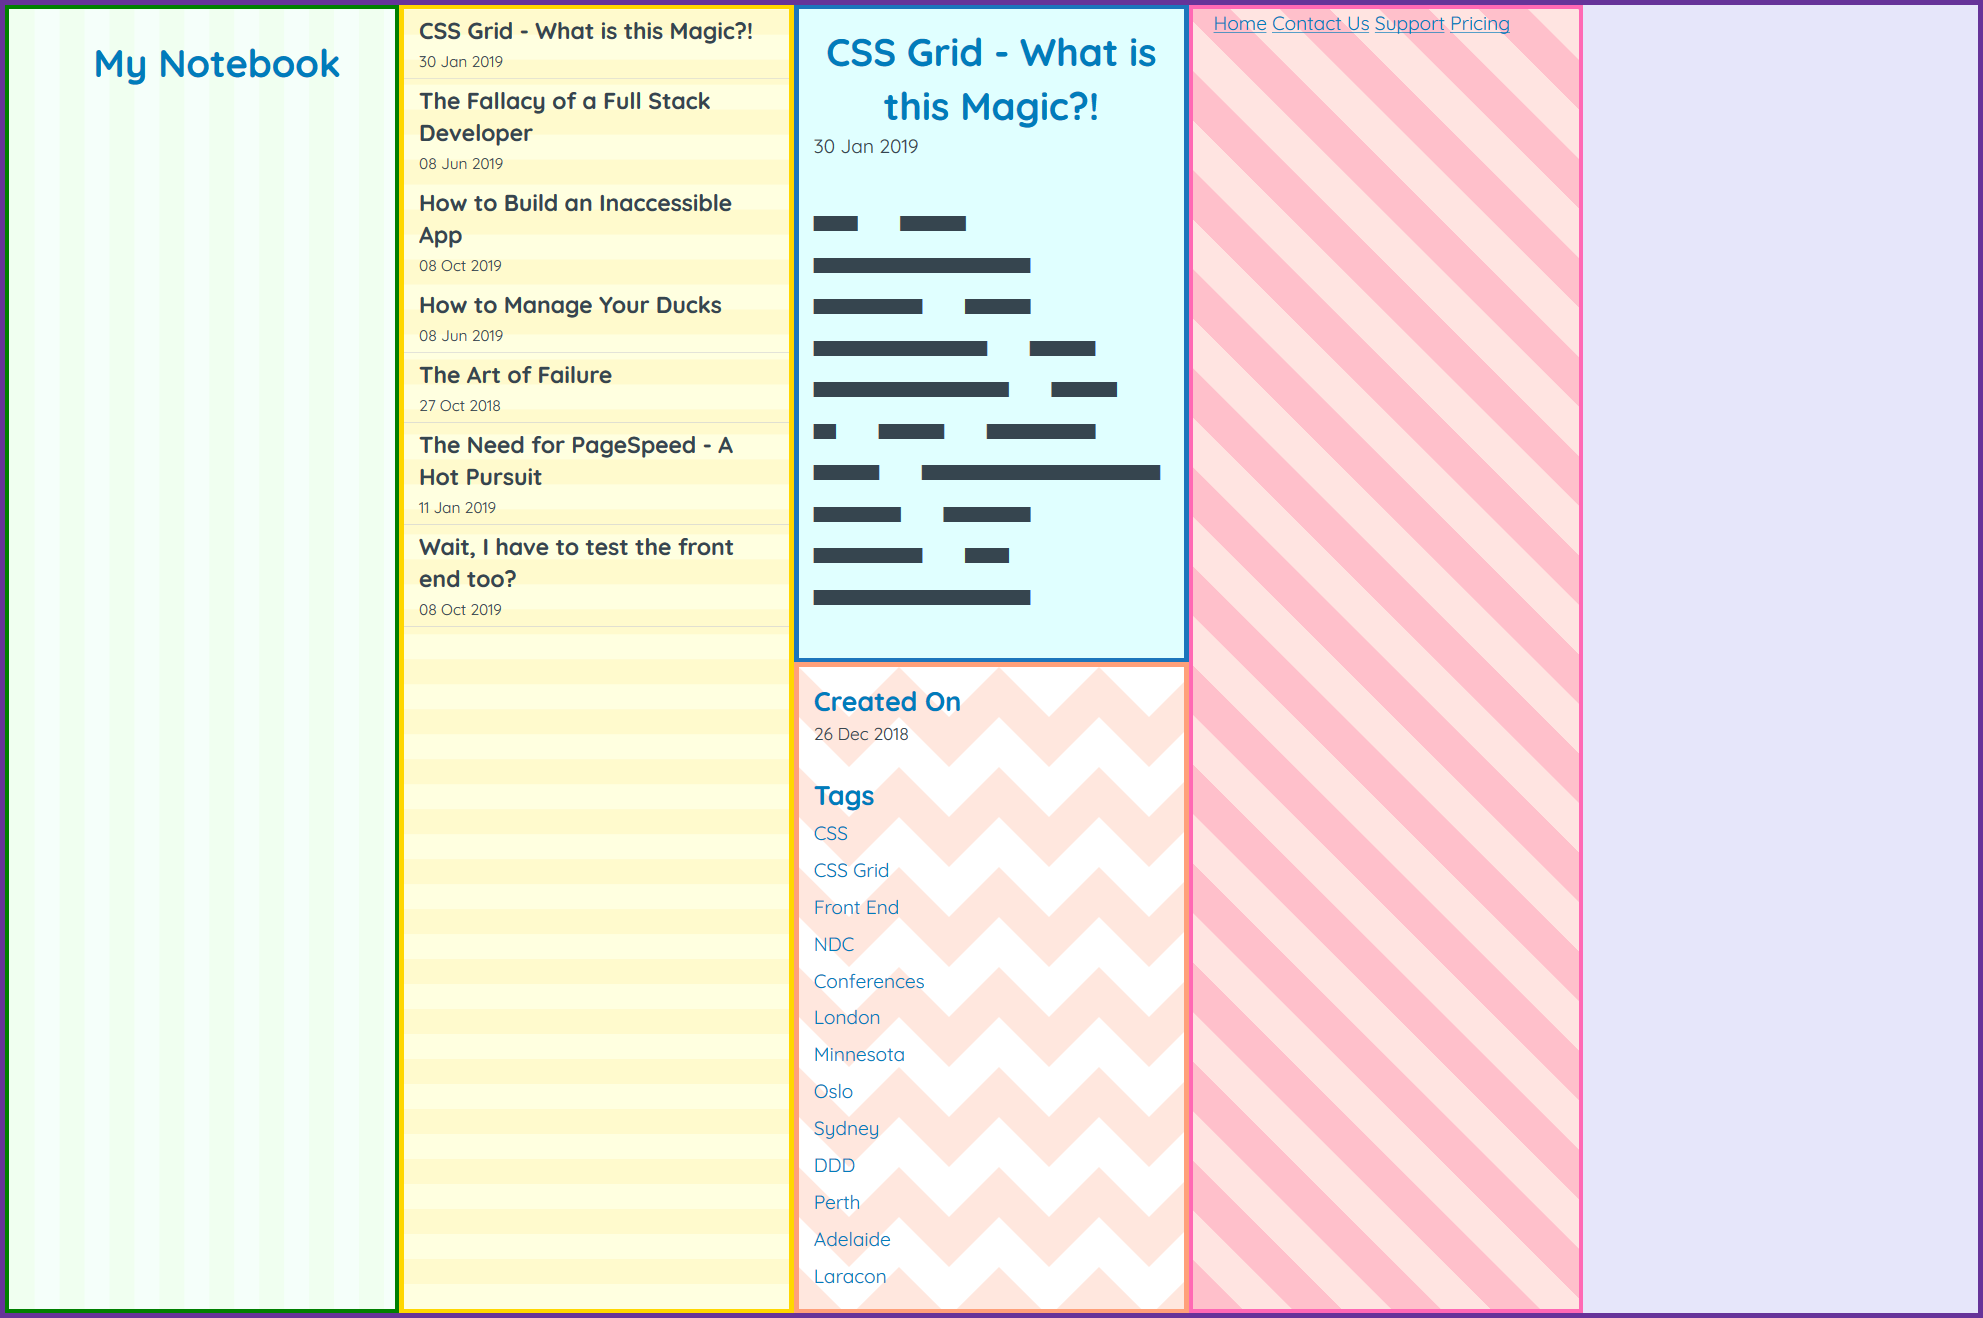 My Notebook
CSS Grid - What is this Magic?!
30 Jan 2019
The Fallacy of a Full Stack
Developer
08 Jun 2019
How to Build an Inaccessible
App
08 Oct 2019
How to Manage Your Ducks
08 Jun 2019
The Art of Failure
27 Oct 2018
The Need for PageSpeed - A
Hot Pursuit
11 Jan 2019
Wait, I have to test the front
end too?
08 Oct 2019
CSS Grid - What is
this Magic?!
30 Jan 2019
Created On
26 Dec 2018
Tags
CSS
CSS Grid
Front End
NDC
Conferences
London
Minnesota
Oslo
Sydney
DDD
Perth
Adelaide
Laracon
Home Contact Us Support Pricing